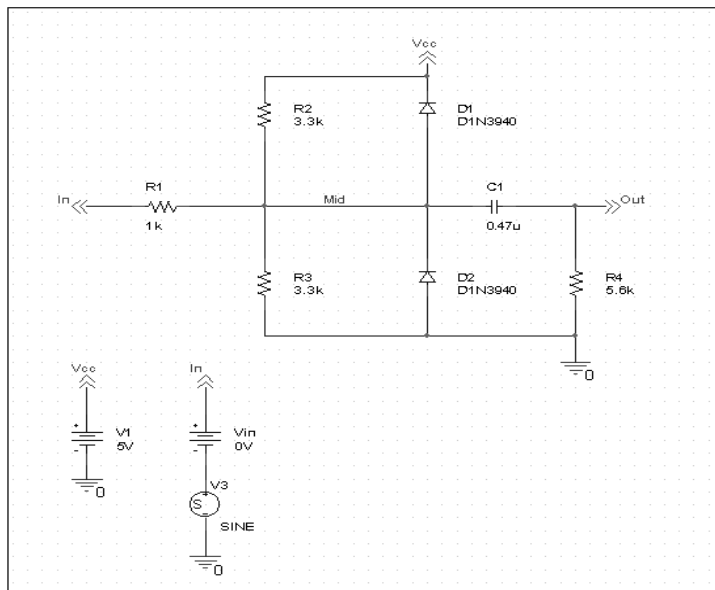 Vcc
R2
3.3k
D1
D1N3940
In
R1
1k
Mid
C1
0.47u
Out
R3
3.3k
D2
D1N3940
R4
5.6k
0
Vcc
In
+
V1
5V
-
0
+
Vin
0V
-
V3
+
S
-
SINE
0